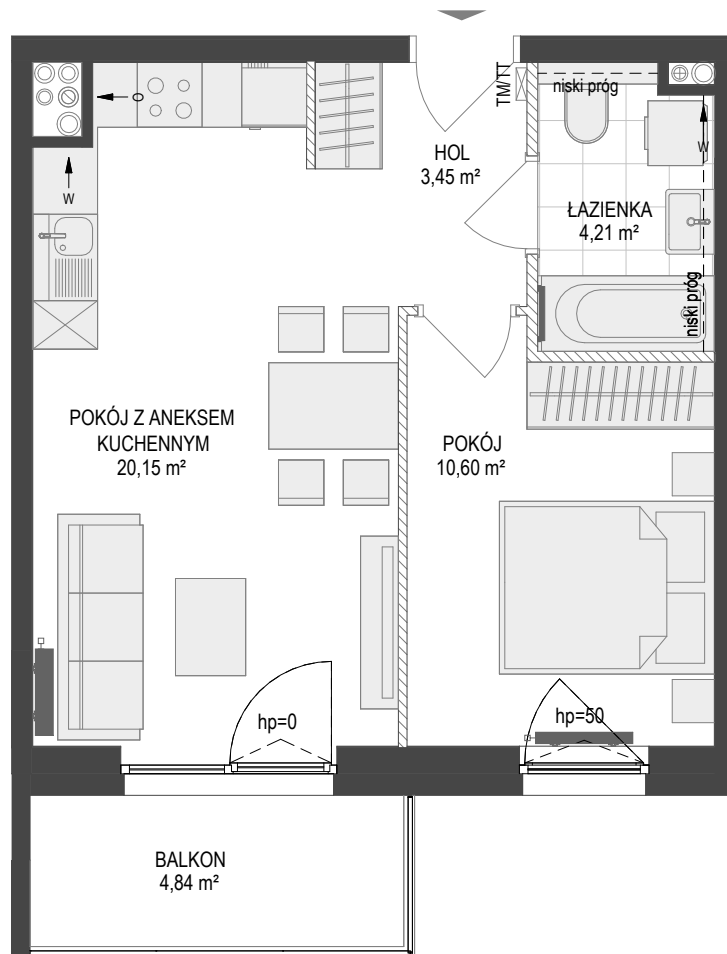 TM/TT
niski próg
O
HOL
3,45 m²
W
W
ŁAZIENKA
4,21 m²
niski próg
POKÓJ Z ANEKSEM
KUCHENNYM
20,15 m²
POKÓJ
10,60 m²
hp=0
hp=50
BALKON
4,84 m²